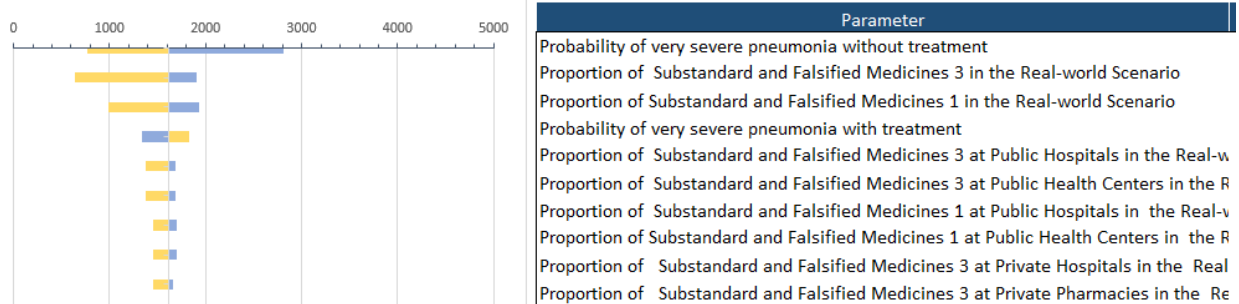 0 1000 2000 3000 4000 5000
Parameter
Probability of very severe pneumonia without treatment
Proportion of  Substandard and Falsified Medicines 3 in the Real-world Scenario
Proportion of Substandard and Falsified Medicines 1 in the Real-world Scenario
Probability of very severe pneumonia with treatment
Proportion of  Substandard and Falsified Medicines 3 at Public Hospitals in the Real-w
Proportion of  Substandard and Falsified Medicines 3 at Public Health Centers in the R
Proportion of  Substandard and Falsified Medicines 1 at Public Hospitals in  the Real-
Proportion of Substandard and Falsified Medicines 1 at Public Health Centers in  the R
Proportion of   Substandard and Falsified Medicines 3 at Private Hospitals in the  Real
Proportion of   Substandard and Falsified Medicines 3 at Private Pharmacies in the  Re